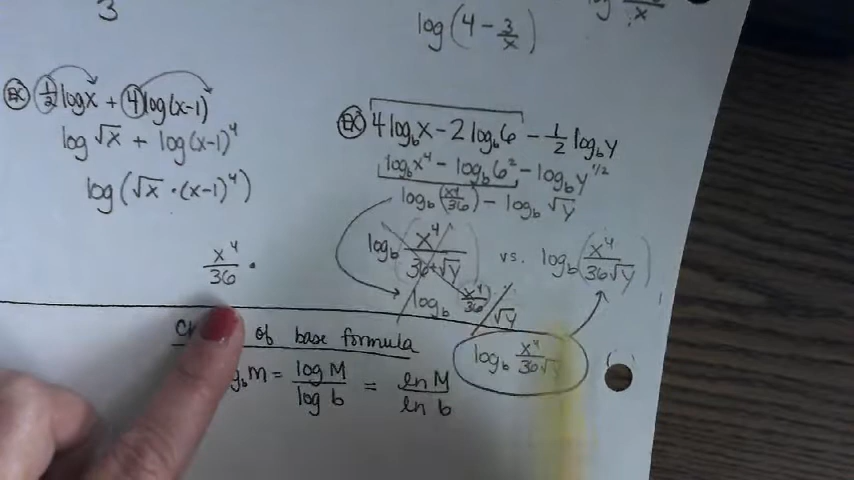 3
log(4 - 3/x)
x
EX 1/2 logx + 4 log(x-1)
log √x + log(x-1)^4
log(√x · (x-1)^4)
x^4/36 ·
EX 4 log_b x - 2 log_b 6 - 1/2 log_b y
log_b x^4 - log_b 6^2 - log_b y^1/2
log_b (x^4/36) - log_b √y
log_b (x^4/36+√y) vs. log_b (x^4/36√y)
log_b x^4/36 / √y
log_b x^4/36√y
of base formula
M = log M/log b = ln M/ln b